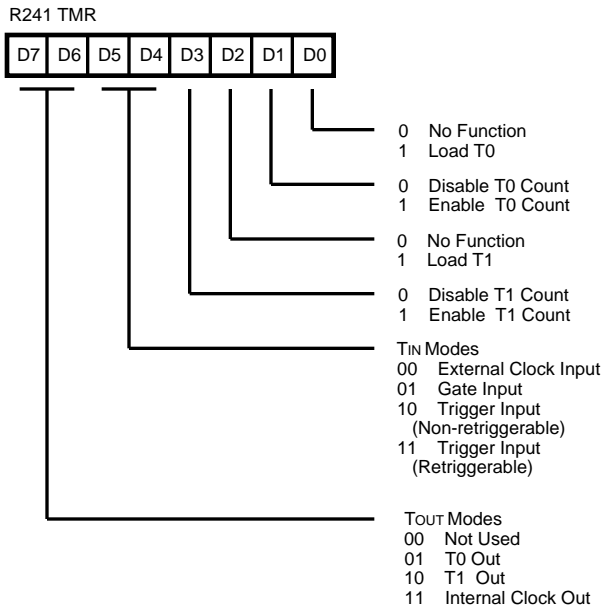 R241 TMR
D7 D6 D5 D4 D3 D2 D1 D0
0 No Function
1 Load T0
0 Disable T0 Count
1 Enable T0 Count
0 No Function
1 Load T1
0 Disable T1 Count
1 Enable T1 Count
TIN Modes
00 External Clock Input
01 Gate Input
10 Trigger Input
(Non-retriggerable)
11 Trigger Input
(Retriggerable)
TOUT Modes
00 Not Used
01 T0 Out
10 T1 Out
11 Internal Clock Out